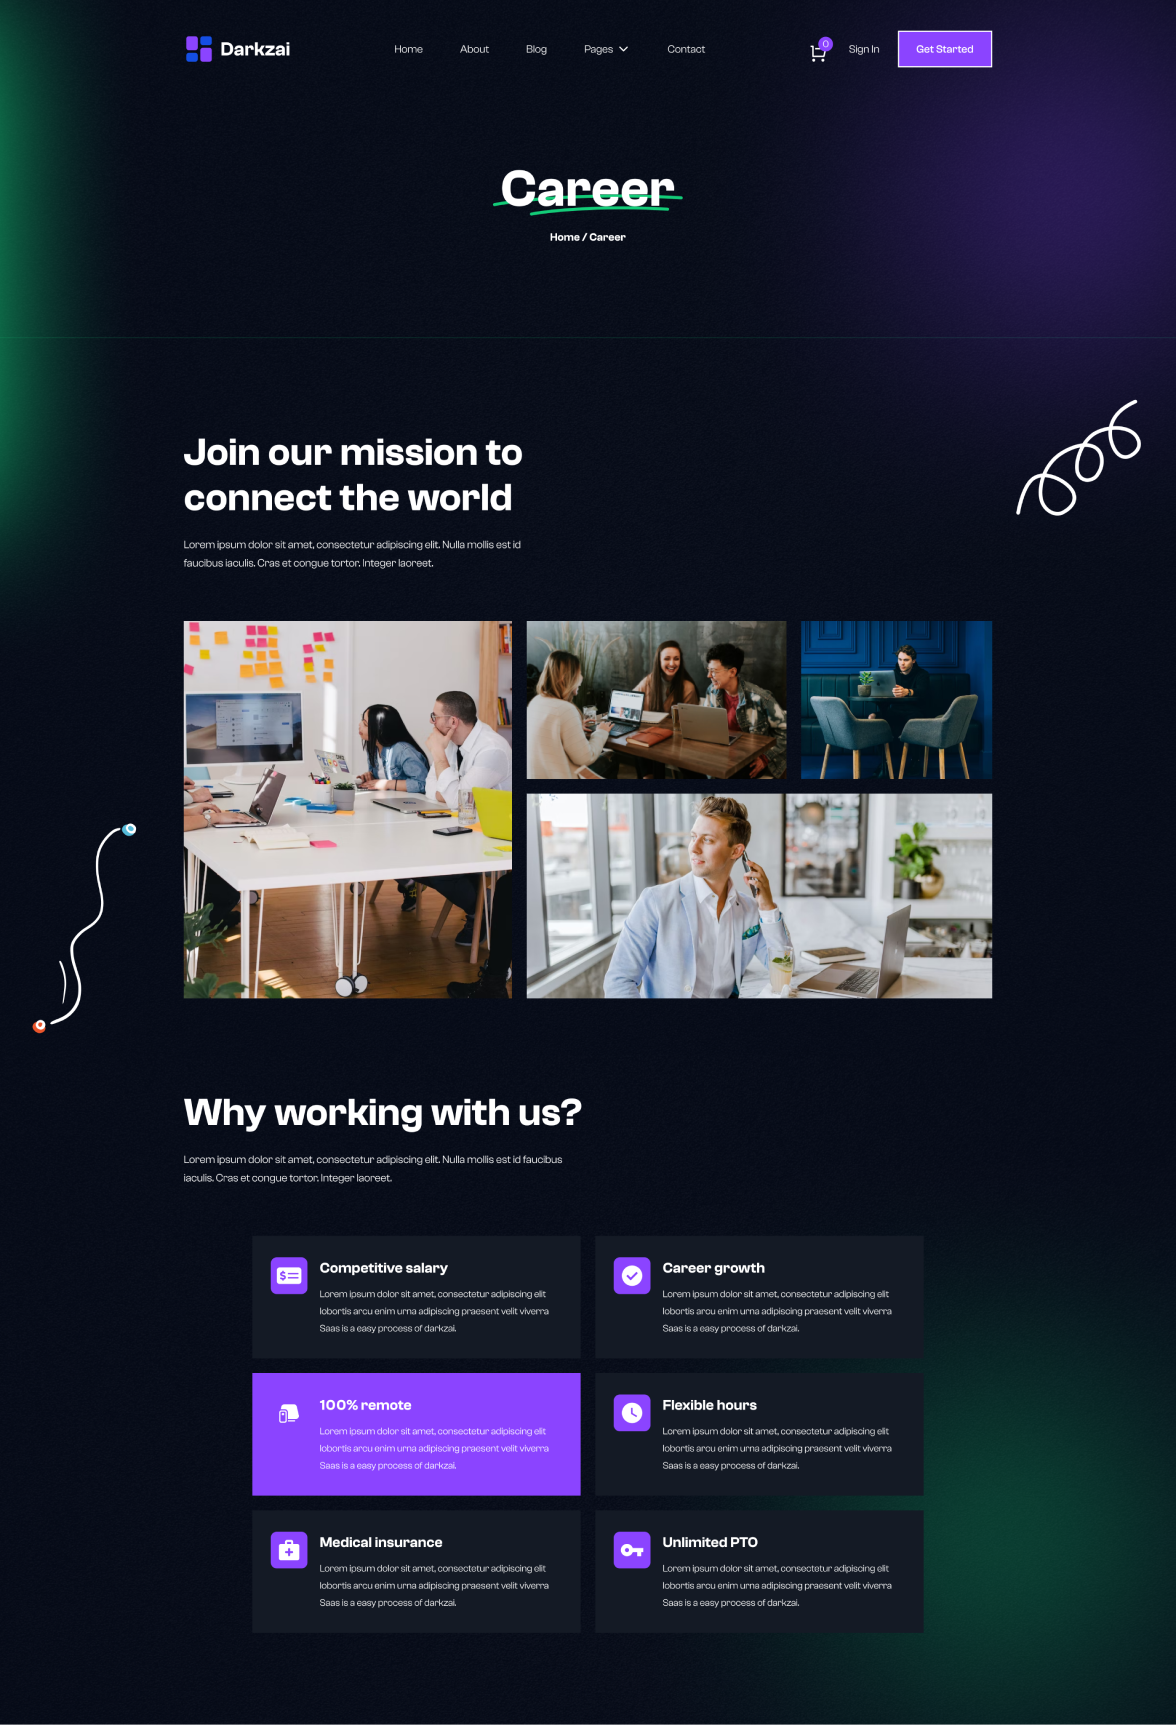 Darkzai
Home
About
Blog
Pages
Contact
0
Sign In
Get Started
Career
Home / Career
Join our mission to
connect the world
Lorem ipsum dolor sit amet, consectetur adipiscing elit. Nulla mollis est id
faucibus iaculis. Cras et congue tortor. Integer laoreet.
Why working with us?
Lorem ipsum dolor sit amet, consectetur adipiscing elit. Nulla mollis est id faucibus
iaculis. Cras et congue tortor. Integer laoreet.
Competitive salary
Lorem ipsum dolor sit amet, consectetur adipiscing elit
lobortis arcu enim urna adipiscing praesent velit viverra
Saas is a easy process of darkzai.
Career growth
Lorem ipsum dolor sit amet, consectetur adipiscing elit
lobortis arcu enim urna adipiscing praesent velit viverra
Saas is a easy process of darkzai.
100% remote
Lorem ipsum dolor sit amet, consectetur adipiscing elit
lobortis arcu enim urna adipiscing praesent velit viverra
Saas is a easy process of darkzai.
Flexible hours
Lorem ipsum dolor sit amet, consectetur adipiscing elit
lobortis arcu enim urna adipiscing praesent velit viverra
Saas is a easy process of darkzai.
Medical insurance
Lorem ipsum dolor sit amet, consectetur adipiscing elit
lobortis arcu enim urna adipiscing praesent velit viverra
Saas is a easy process of darkzai.
Unlimited PTO
Lorem ipsum dolor sit amet, consectetur adipiscing elit
lobortis arcu enim urna adipiscing praesent velit viverra
Saas is a easy process of darkzai.